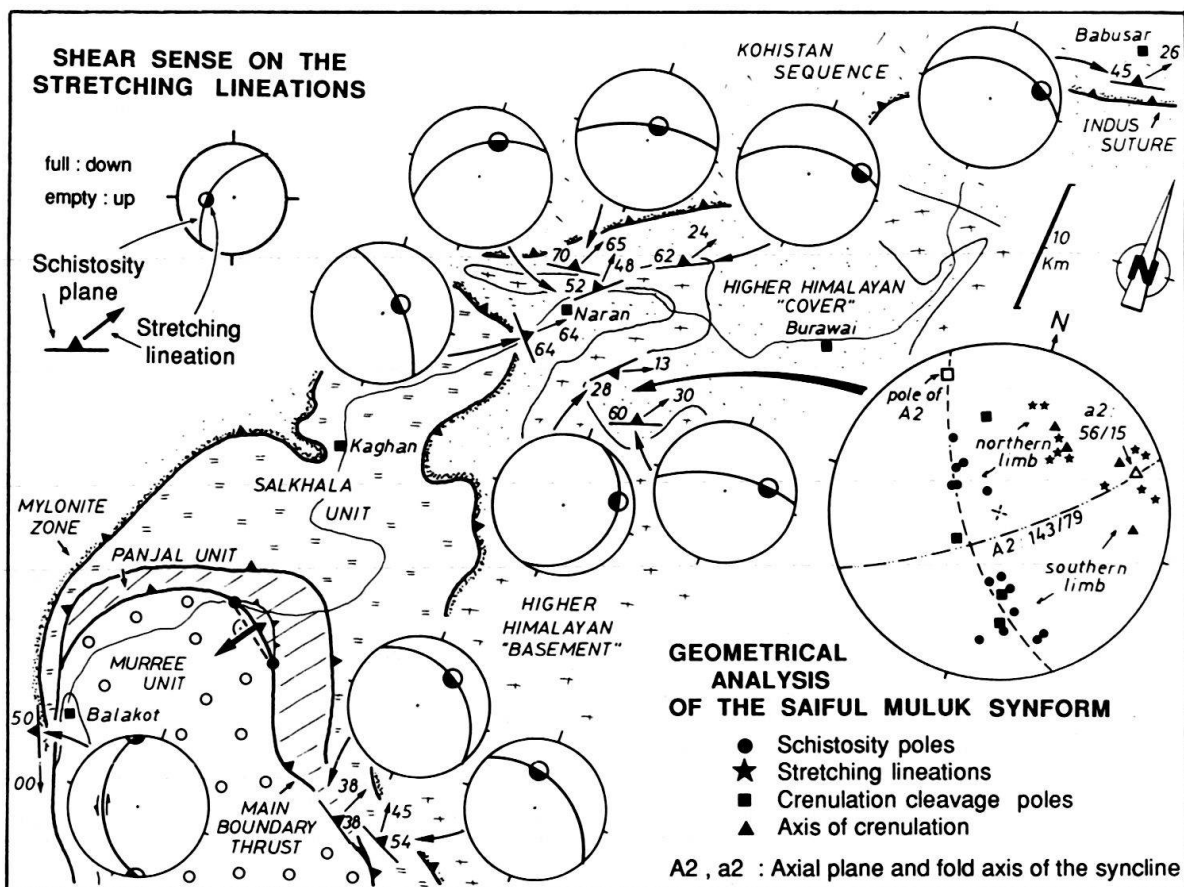 SHEAR SENSE ON THE
STRETCHING LINEATIONS
full : down
empty : up
Schistosity
plane
Stretching
lineation
KOHISTAN
SEQUENCE
Babusar
26
45
INDUS
SUTURE
10
Km
N
65
70
48
24
62
52
Naran
64
64
HIGHER HIMALAYAN
"COVER"
Burawai
13
28
60
30
Kaghan
SALKHALA
UNIT
MYLONITE
ZONE
PANJAL UNIT
MURREE
UNIT
Balakot
50
00
HIGHER
HIMALAYAN
"BASEMENT"
MAIN
BOUNDARY
THRUST
38
38
45
54
N
pole of
A2
northern
limb
a2:
56/15
A2 143/79
southern
limb
GEOMETRICAL
ANALYSIS
OF THE SAIFUL MULUK SYNFORM
Schistosity poles
Stretching lineations
Crenulation cleavage poles
Axis of crenulation
A2 , a2 : Axial plane and fold axis of the syncline